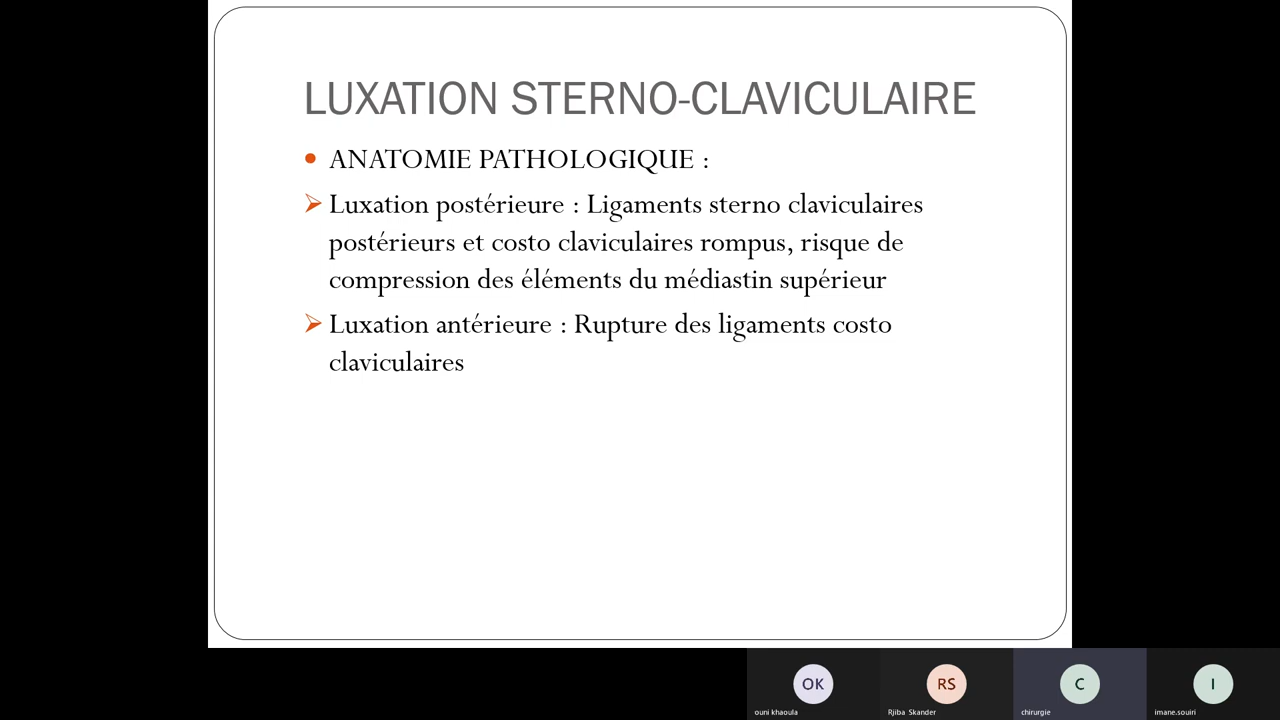 LUXATION STERNO-CLAVICULAIRE
ANATOMIE PATHOLOGIQUE :
Luxation postérieure : Ligaments sterno claviculaires
postérieurs et costo claviculaires rompus, risque de
compression des éléments du médiastin supérieur
Luxation antérieure : Rupture des ligaments costo
claviculaires
OK RS C I
ouni khaoula Rjiba Skander chirurgie imane.souiri